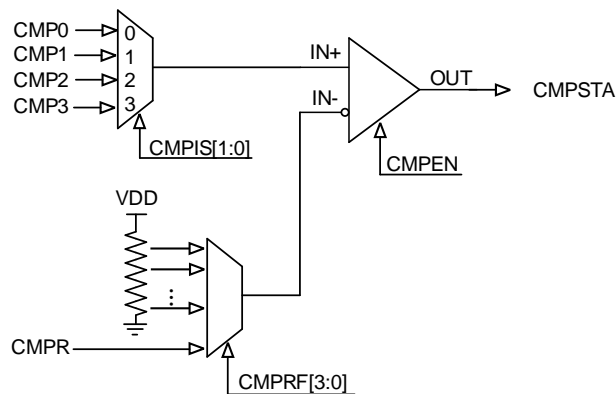 CMP0
0
CMP1
1
CMP2
2
CMP3
3
CMPIS[1:0]
IN+
IN-
OUT
CMPSTA
CMPEN
VDD
...
CMPR
CMPRF[3:0]